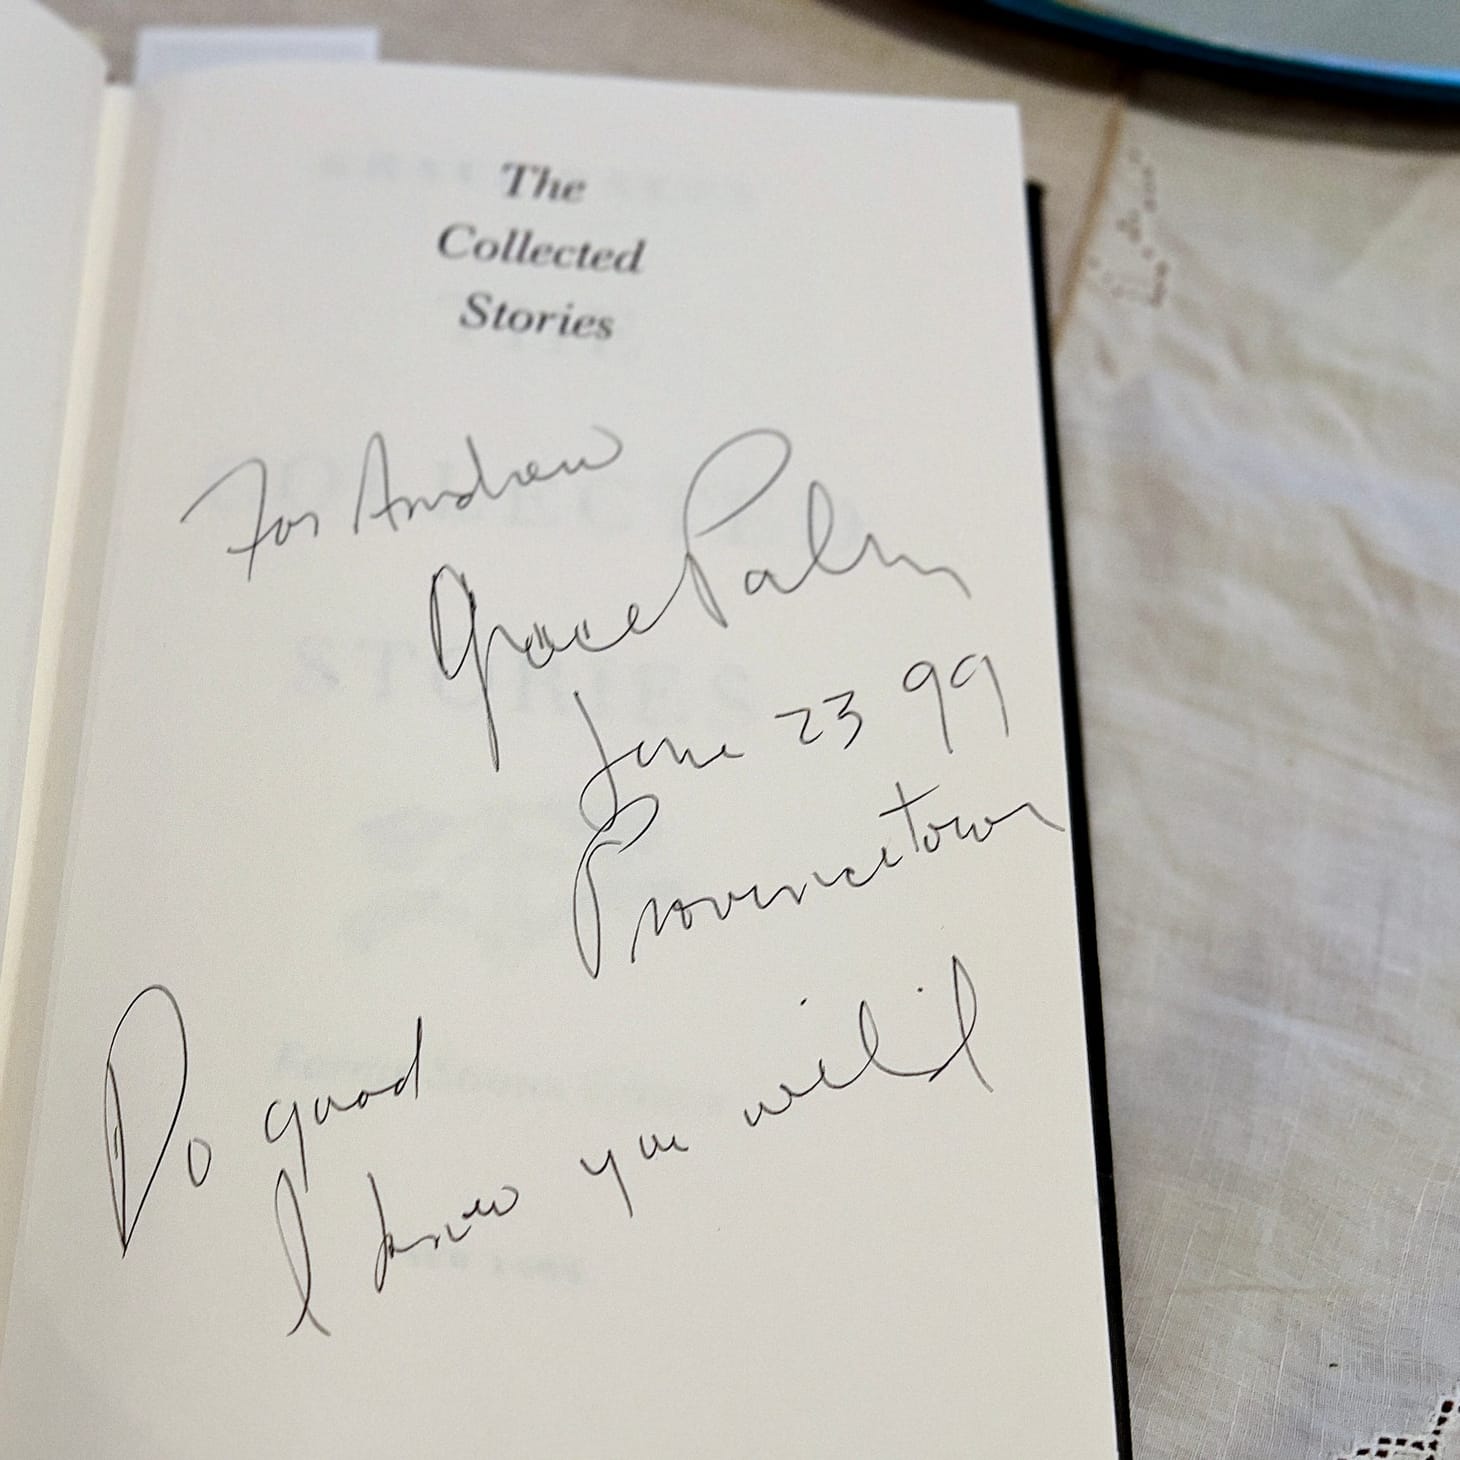 The
Collected
Stories
For Andrew
Grace Paley
June 23 99
Provincetown
Do good
I know you will